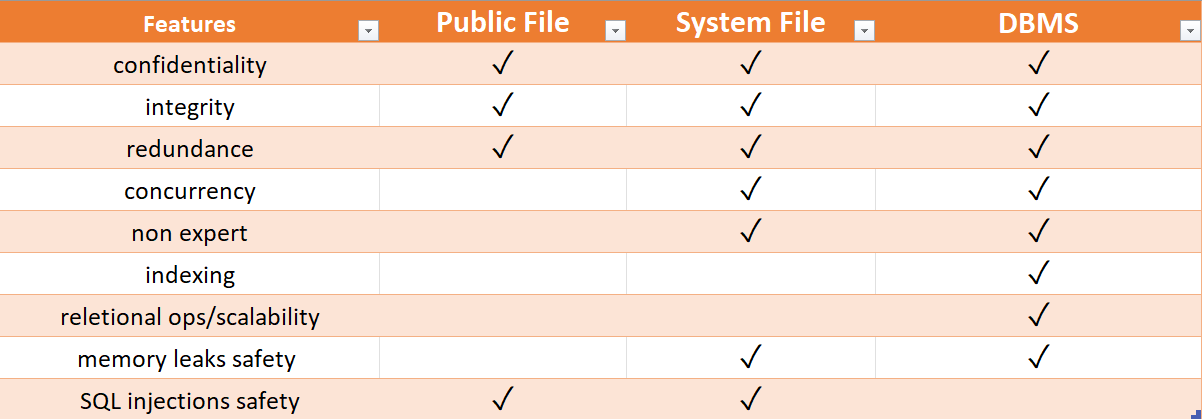 Features Public File System File DBMS
confidentiality ✓ ✓ ✓
integrity ✓ ✓ ✓
redundance ✓ ✓ ✓
concurrency ✓ ✓
non expert ✓ ✓
indexing ✓
reletional ops/scalability ✓
memory leaks safety ✓ ✓
SQL injections safety ✓ ✓